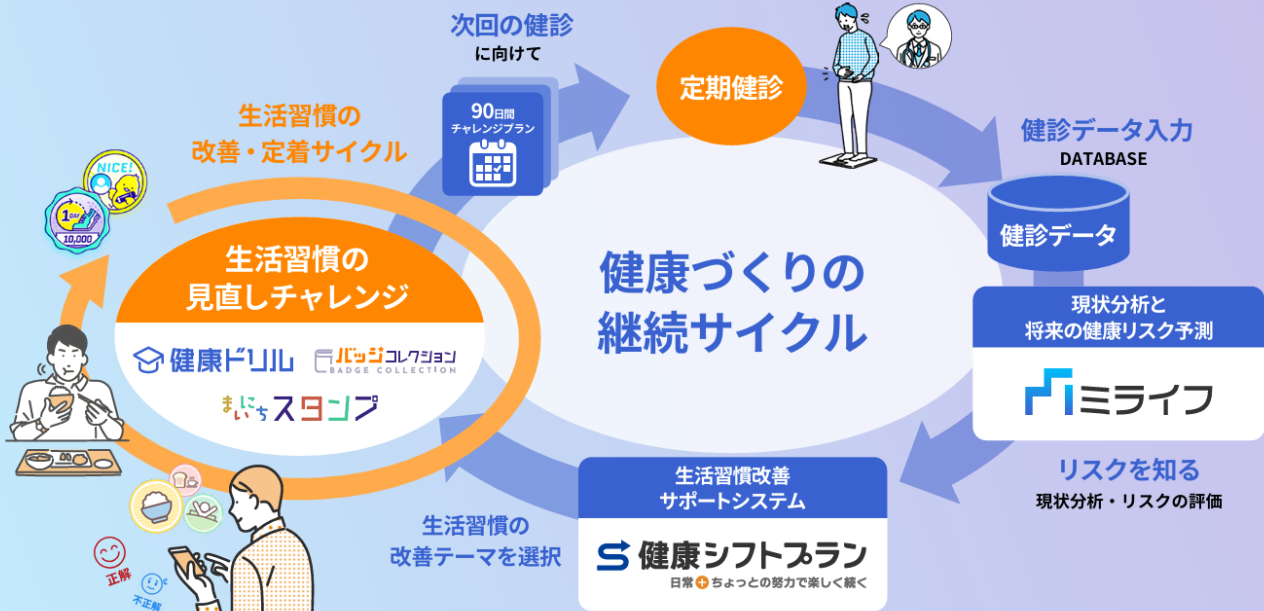 次回の健診
に向けて
90日間
チャレンジプラン
定期健診
健診データ入力
DATABASE
健診データ
現状分析と
将来の健康リスク予測
ミライフ
リスクを知る
現状分析・リスクの評価
健康づくりの
継続サイクル
生活習慣改善
サポートシステム
健康シフトプラン
日常+ちょっとの努力で楽しく続く
生活習慣の
改善テーマを選択
生活習慣の
改善・定着サイクル
NICE!
1DAY
10,000
生活習慣の
見直しチャレンジ
健康ドリル
バッジコレクション
BADGE COLLECTION
まいにちスタンプ
正解
不正解